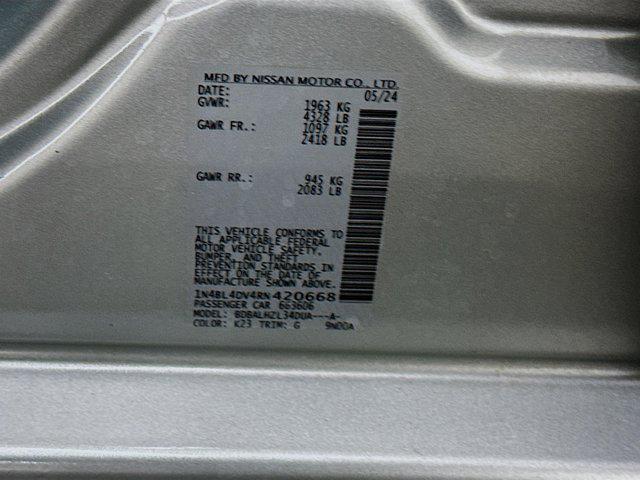 MFD BY NISSAN MOTOR CO., LTD.
DATE: 05/24
GVWR: 1963 KG
4328 LB
GAWR FR.: 1097 KG
2418 LB
GAWR RR.: 945 KG
2083 LB
THIS VEHICLE CONFORMS TO
ALL APPLICABLE FEDERAL
MOTOR VEHICLE SAFETY,
BUMPER, AND THEFT
PREVENTION STANDARDS IN
EFFECT ON THE DATE OF
MANUFACTURE SHOWN ABOVE.
1N4BL4DV4RN420668
PASSENGER CAR 663606
MODEL: BDBALHZL34DUA---A-
COLOR: K23 TRIM: G 9N00A